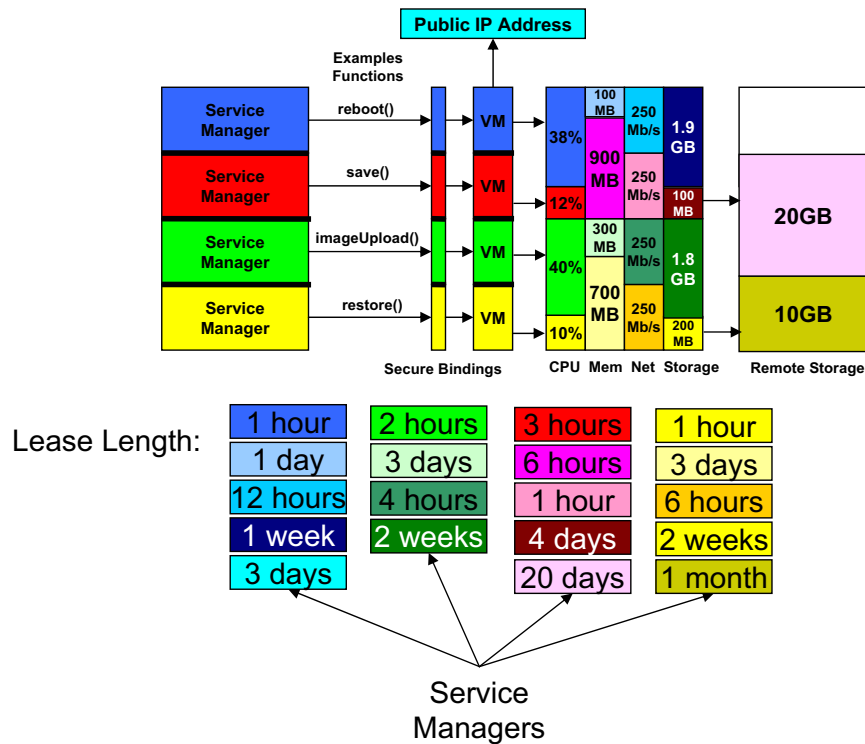 Public IP Address
Examples
Functions
Service
Manager
reboot()
VM
Service
Manager
save()
VM
Service
Manager
imageUpload()
VM
Service
Manager
restore()
VM
38%
12%
40%
10%
100
MB
900
MB
300
MB
700
MB
250
Mb/s
250
Mb/s
250
Mb/s
250
Mb/s
1.9
GB
100
MB
1.8
GB
200
MB
20GB
10GB
Secure Bindings
CPU Mem Net Storage
Remote Storage
Lease Length:
1 hour
1 day
12 hours
1 week
3 days
2 hours
3 days
4 hours
2 weeks
3 hours
6 hours
1 hour
4 days
20 days
1 hour
3 days
6 hours
2 weeks
1 month
Service
Managers